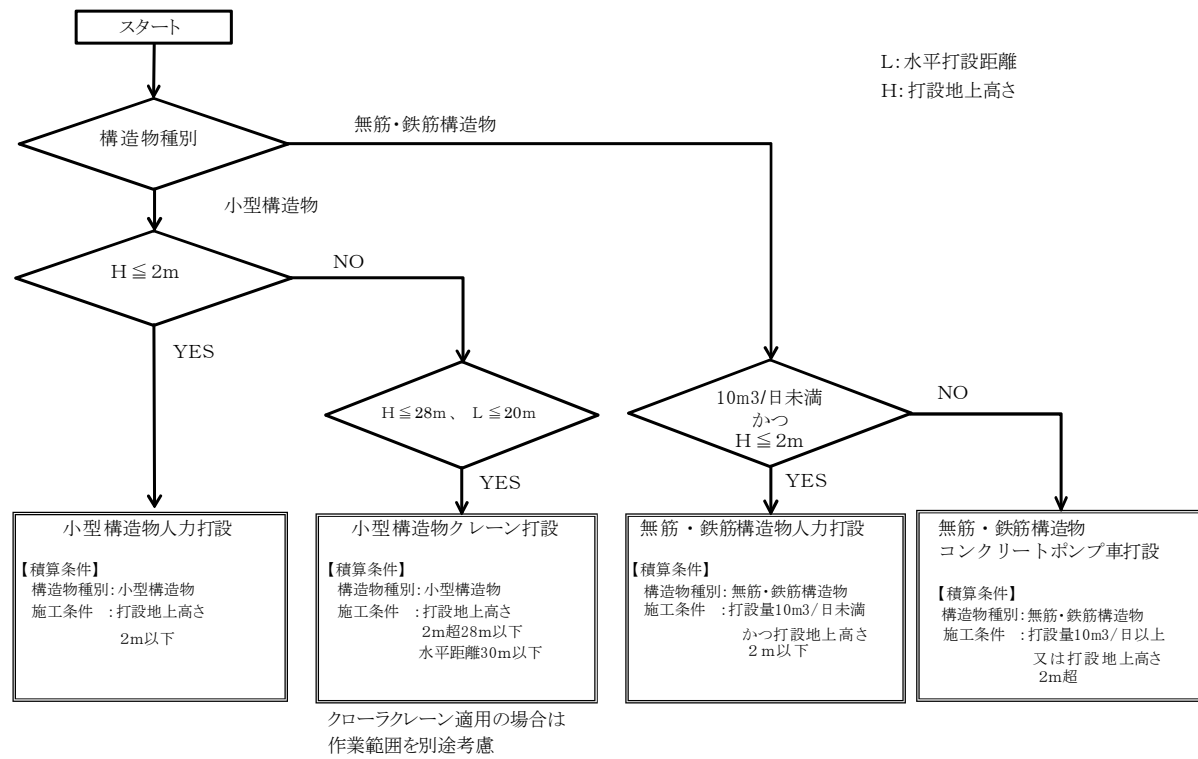 スタート
L:水平打設距離
H:打設地上高さ
構造物種別
無筋・鉄筋構造物
小型構造物
H≦2m
NO
YES
H≦28m、 L≦20m
YES
10m3/日未満
かつ
H≦2m
NO
YES
小型構造物人力打設
【積算条件】
構造物種別:小型構造物
施工条件 :打設地上高さ
2m以下
小型構造物クレーン打設
【積算条件】
構造物種別:小型構造物
施工条件 :打設地上高さ
2m超28m以下
水平距離30m以下
クローラクレーン適用の場合は
作業範囲を別途考慮
無筋・鉄筋構造物人力打設
【積算条件】
構造物種別:無筋・鉄筋構造物
施工条件 :打設量10m3/日未満
かつ打設地上高さ
2m以下
無筋・鉄筋構造物
コンクリートポンプ車打設
【積算条件】
構造物種別:無筋・鉄筋構造物
施工条件 :打設量10m3/日以上
又は打設地上高さ
2m超